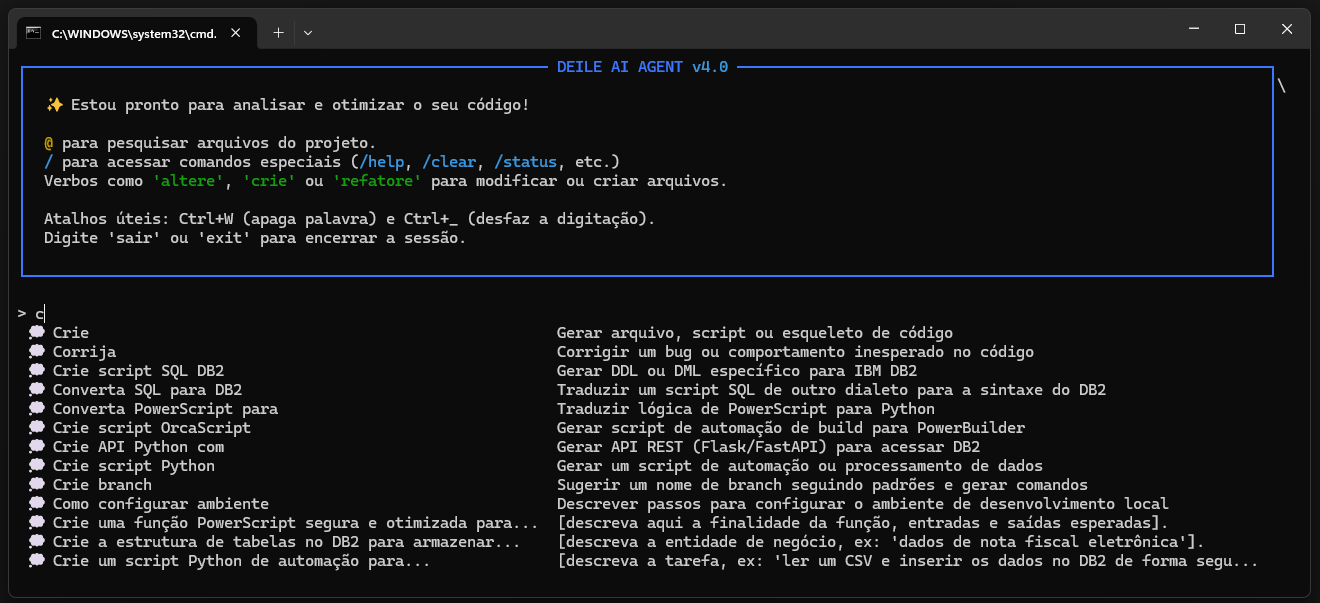 C:\WINDOWS\system32\cmd.
DEILE AI AGENT v4.0
\
✨ Estou pronto para analisar e otimizar o seu código!
@ para pesquisar arquivos do projeto.
/ para acessar comandos especiais (/help, /clear, /status, etc.)
Verbos como 'altere', 'crie' ou 'refatore' para modificar ou criar arquivos.
Atalhos úteis: Ctrl+W (apaga palavra) e Ctrl+_ (desfaz a digitação).
Digite 'sair' ou 'exit' para encerrar a sessão.
> c
Crie Gerar arquivo, script ou esqueleto de código
Corrija Corrigir um bug ou comportamento inesperado no código
Crie script SQL DB2 Gerar DDL ou DML específico para IBM DB2
Converta SQL para DB2 Traduzir um script SQL de outro dialeto para a sintaxe do DB2
Converta PowerScript para Traduzir lógica de PowerScript para Python
Crie script OrcaScript Gerar script de automação de build para PowerBuilder
Crie API Python com Gerar API REST (Flask/FastAPI) para acessar DB2
Crie script Python Gerar um script de automação ou processamento de dados
Crie branch Sugerir um nome de branch seguindo padrões e gerar comandos
Como configurar ambiente Descrever passos para configurar o ambiente de desenvolvimento local
Crie uma função PowerScript segura e otimizada para... [descreva aqui a finalidade da função, entradas e saídas esperadas].
Crie a estrutura de tabelas no DB2 para armazenar... [descreva a entidade de negócio, ex: 'dados de nota fiscal eletrônica'].
Crie um script Python de automação para... [descreva a tarefa, ex: 'ler um CSV e inserir os dados no DB2 de forma segu...